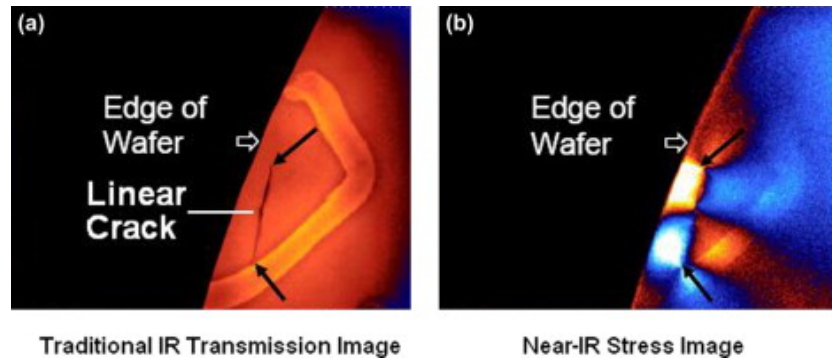 (a)
Edge of
Wafer
Linear
Crack
Traditional IR Transmission Image
(b)
Edge of
Wafer
Near-IR Stress Image